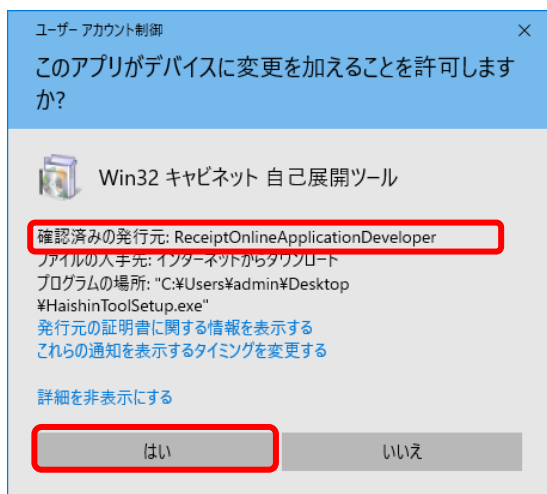 ユーザー アカウント制御
このアプリがデバイスに変更を加えることを許可します
か?
Win32 キャビネット 自己展開ツール
確認済みの発行元: ReceiptOnlineApplicationDeveloper
ファイルの入手先: インターネットからダウンロード
プログラムの場所: "C:¥Users¥admin¥Desktop
¥HaishinToolSetup.exe"
発行元の証明書に関する情報を表示する
これらの通知を表示するタイミングを変更する
詳細を非表示にする
はい
いいえ